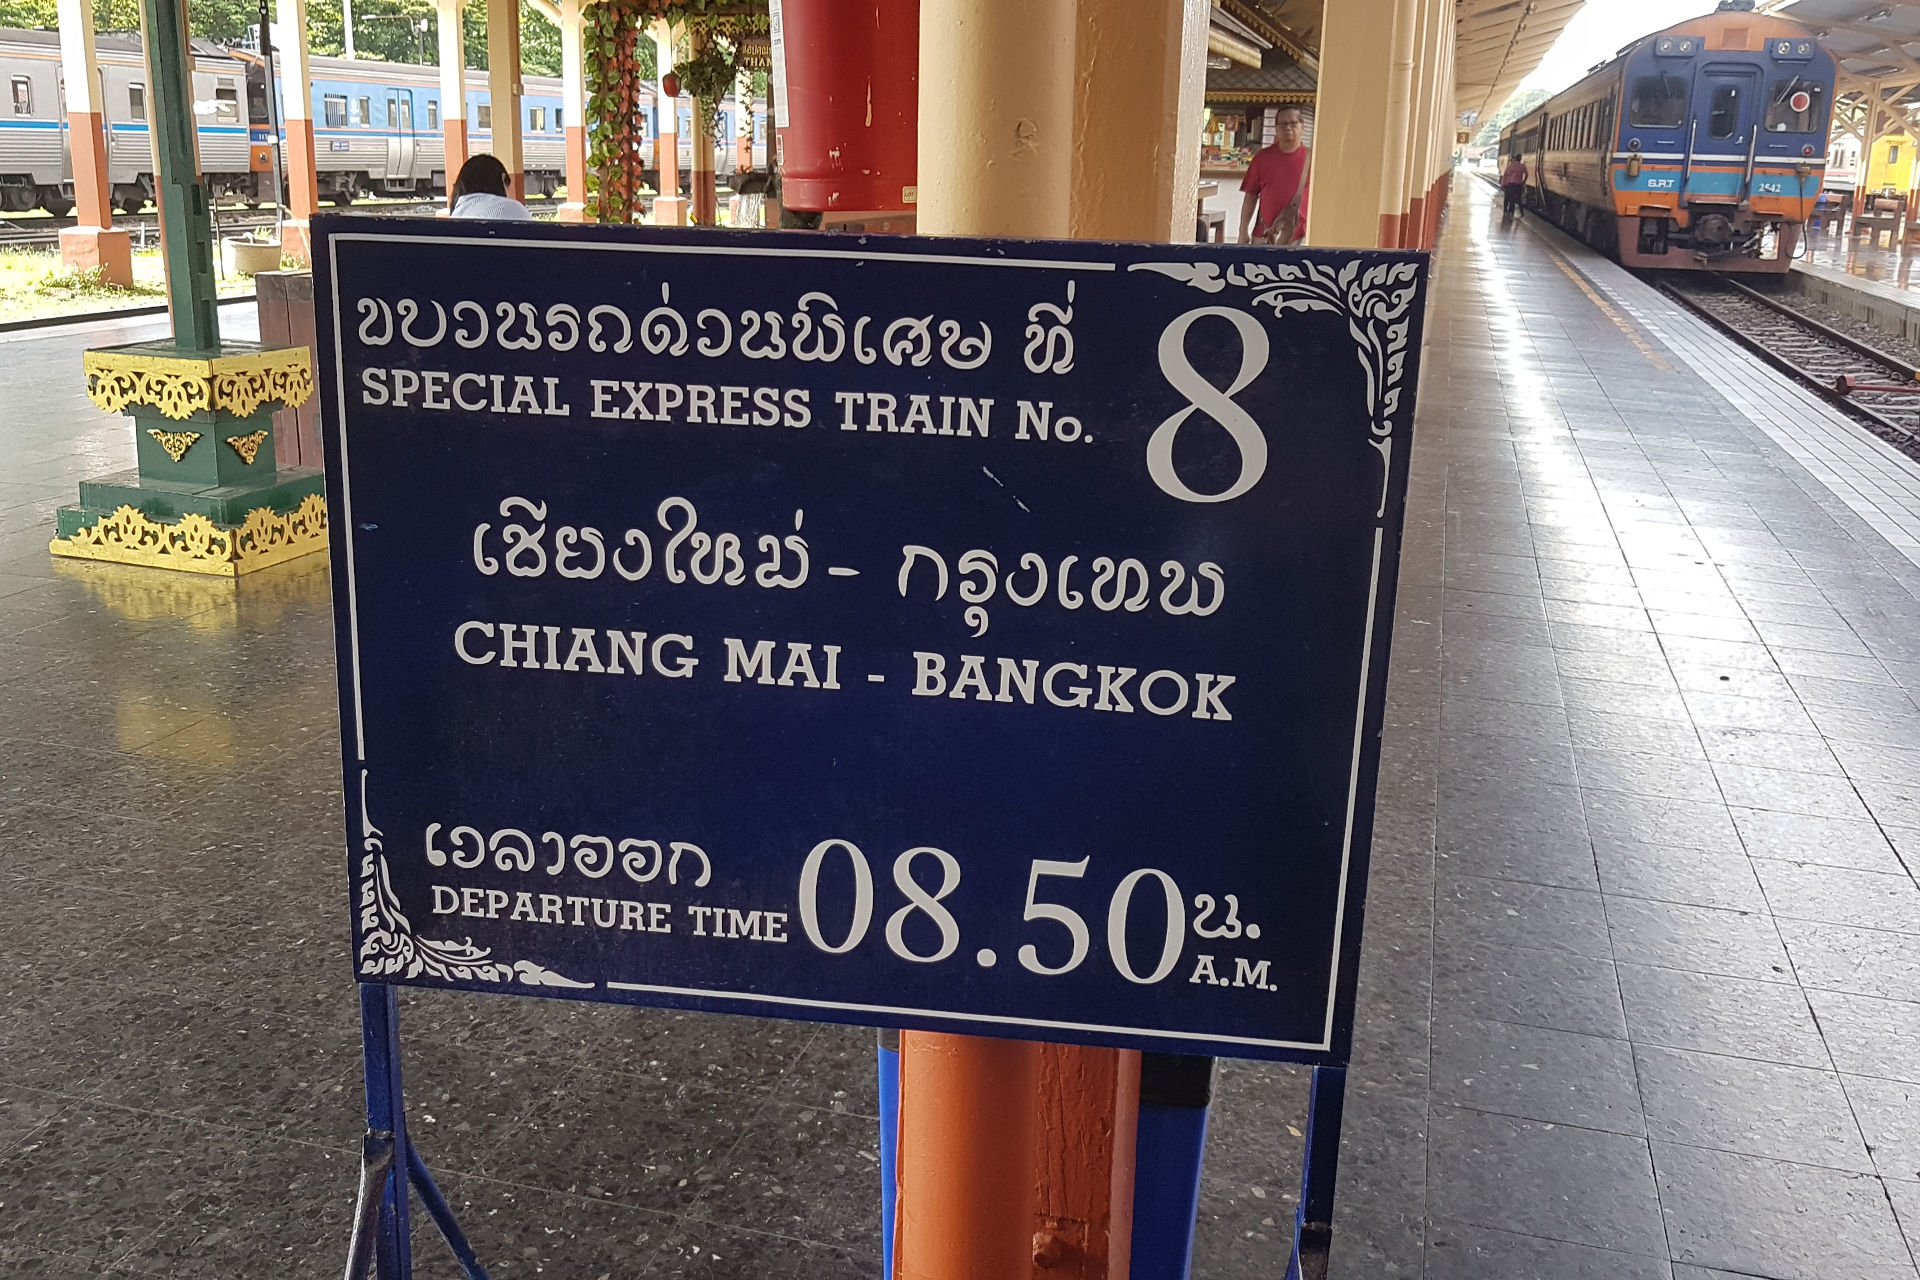 ขบวนรถด่วนพิเศษ ที่ 8
SPECIAL EXPRESS TRAIN No.
เชียงใหม่ - กรุงเทพ
CHIANG MAI - BANGKOK
เวลาออก 08.50 น.
DEPARTURE TIME A.M.
S.R.T 2542